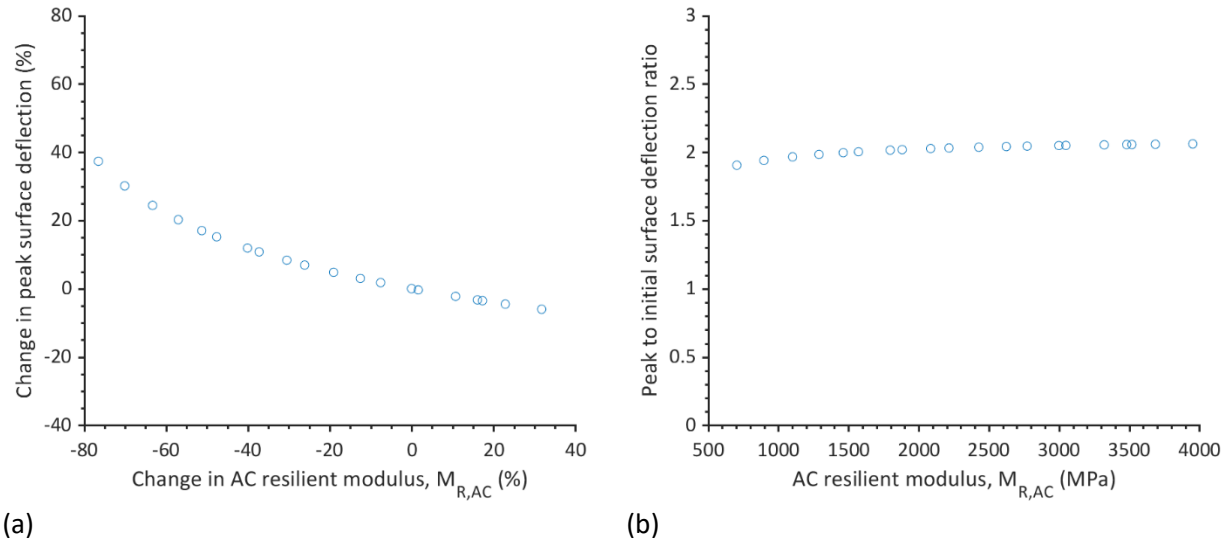 Change in peak surface deflection (%)
80
60
40
20
0
-20
-40
-80 -60 -40 -20 0 20 40
Change in AC resilient modulus, M_R,AC (%)
(a)
Peak to initial surface deflection ratio
3
2.5
2
1.5
1
0.5
0
500 1000 1500 2000 2500 3000 3500 4000
AC resilient modulus, M_R,AC (MPa)
(b)